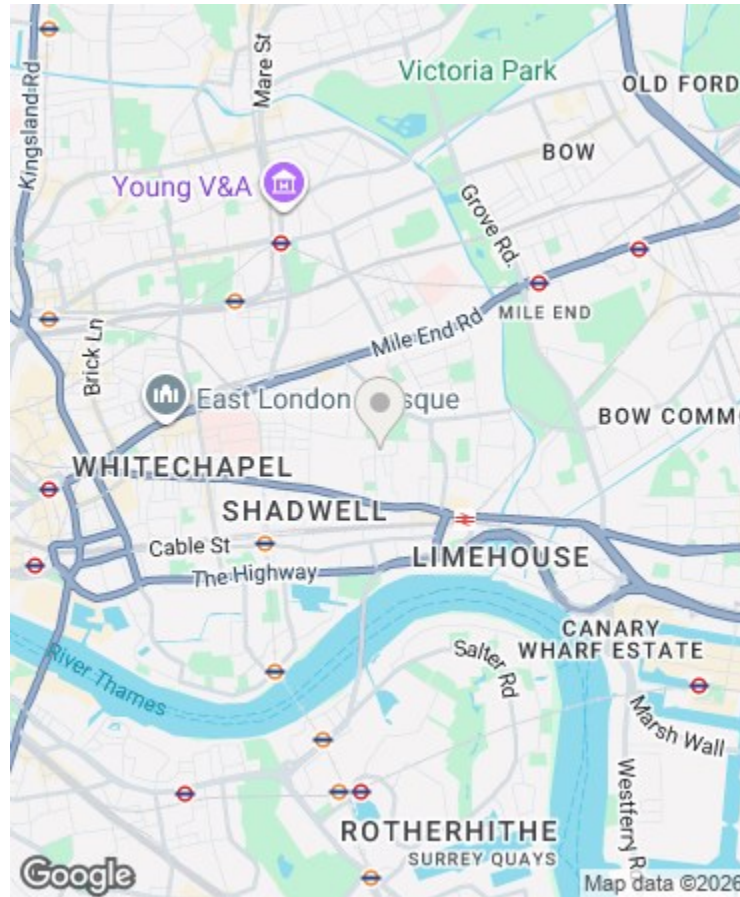 Victoria Park
OLD FORD
Mare St
Kingsland Rd
BOW
Young V&A
Grove Rd.
MILE END
Mile End Rd
Brick Ln
East London
sque
BOW COMM
WHITECHAPEL
SHADWELL
Cable St
LIMEHOUSE
The Highway
CANARY
WHARF ESTATE
River Thames
Salter Rd
Marsh Wall
Westferry Rd
ROTHERHITHE
SURREY QUAYS
Google
Map data ©2026